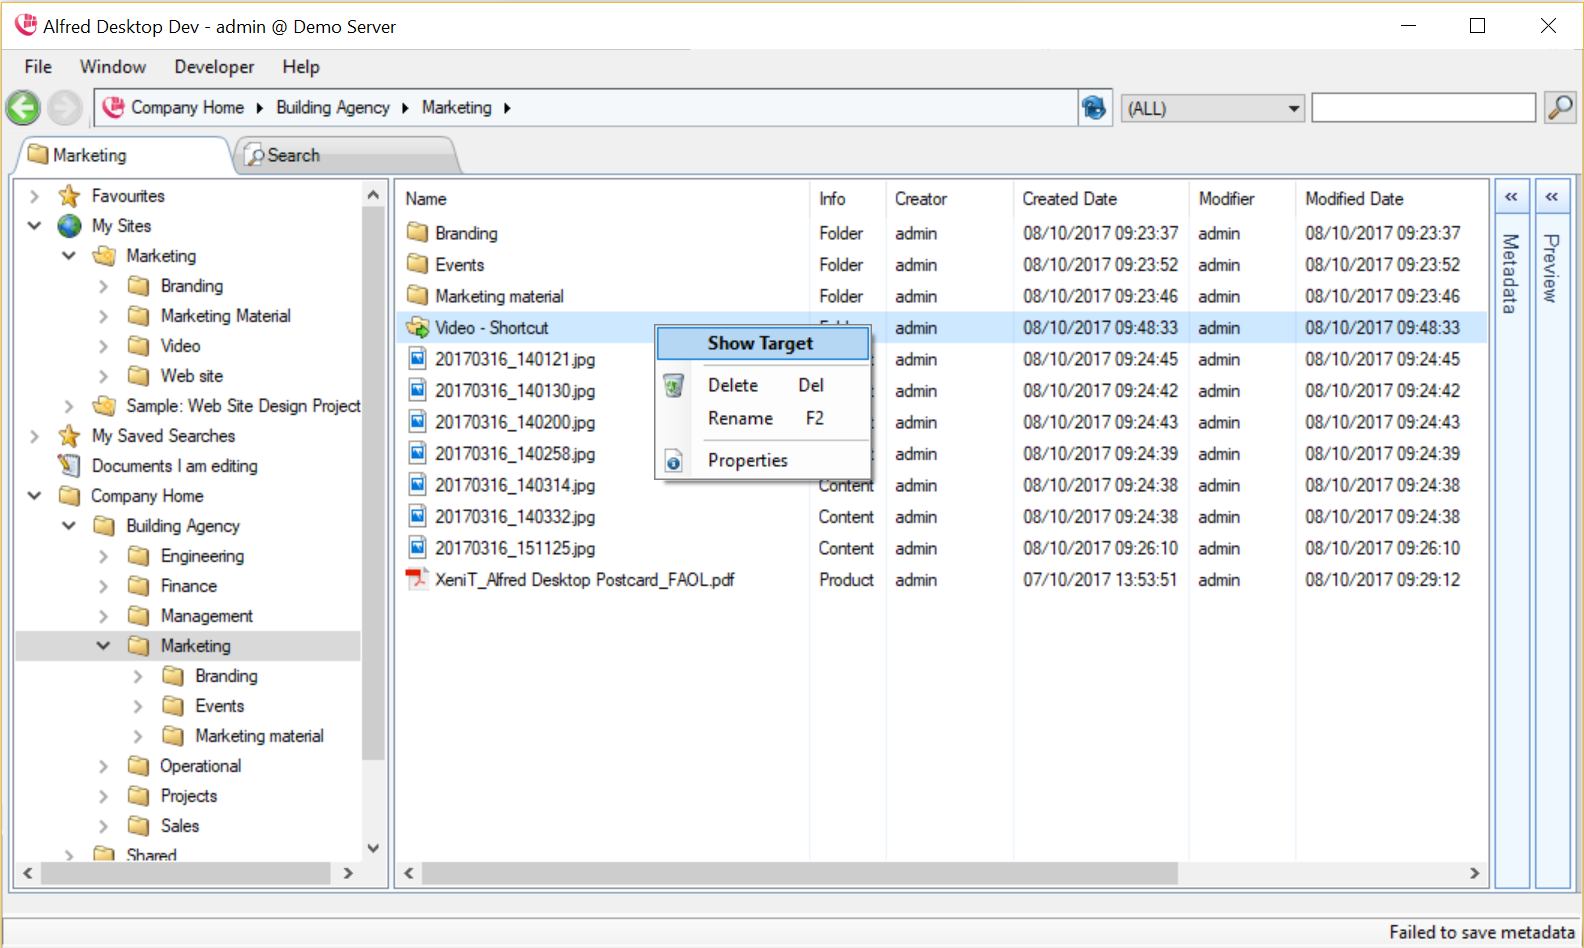 Alfred Desktop Dev - admin @ Demo Server
File Window Developer Help
Company Home Building Agency Marketing (ALL)
Marketing Search
Favourites
My Sites
Marketing
Branding
Marketing Material
Video
Web site
Sample: Web Site Design Project
My Saved Searches
Documents I am editing
Company Home
Building Agency
Engineering
Finance
Management
Marketing
Branding
Events
Marketing material
Operational
Projects
Sales
Shared
Name Info Creator Created Date Modifier Modified Date
Branding Folder admin 08/10/2017 09:23:37 admin 08/10/2017 09:23:37
Events Folder admin 08/10/2017 09:23:52 admin 08/10/2017 09:23:52
Marketing material Folder admin 08/10/2017 09:23:46 admin 08/10/2017 09:23:46
Video - Shortcut admin 08/10/2017 09:48:33 admin 08/10/2017 09:48:33
20170316_140121.jpg admin 08/10/2017 09:24:45 admin 08/10/2017 09:24:45
20170316_140130.jpg admin 08/10/2017 09:24:42 admin 08/10/2017 09:24:42
20170316_140200.jpg admin 08/10/2017 09:24:43 admin 08/10/2017 09:24:43
20170316_140258.jpg admin 08/10/2017 09:24:39 admin 08/10/2017 09:24:39
20170316_140314.jpg Content admin 08/10/2017 09:24:38 admin 08/10/2017 09:24:38
20170316_140332.jpg Content admin 08/10/2017 09:24:38 admin 08/10/2017 09:24:38
20170316_151125.jpg Content admin 08/10/2017 09:26:10 admin 08/10/2017 09:26:10
XeniT_Alfred Desktop Postcard_FAOL.pdf Product admin 07/10/2017 13:53:51 admin 08/10/2017 09:29:12
Show Target
Delete Del
Rename F2
Properties
Metadata
Preview
Failed to save metadata